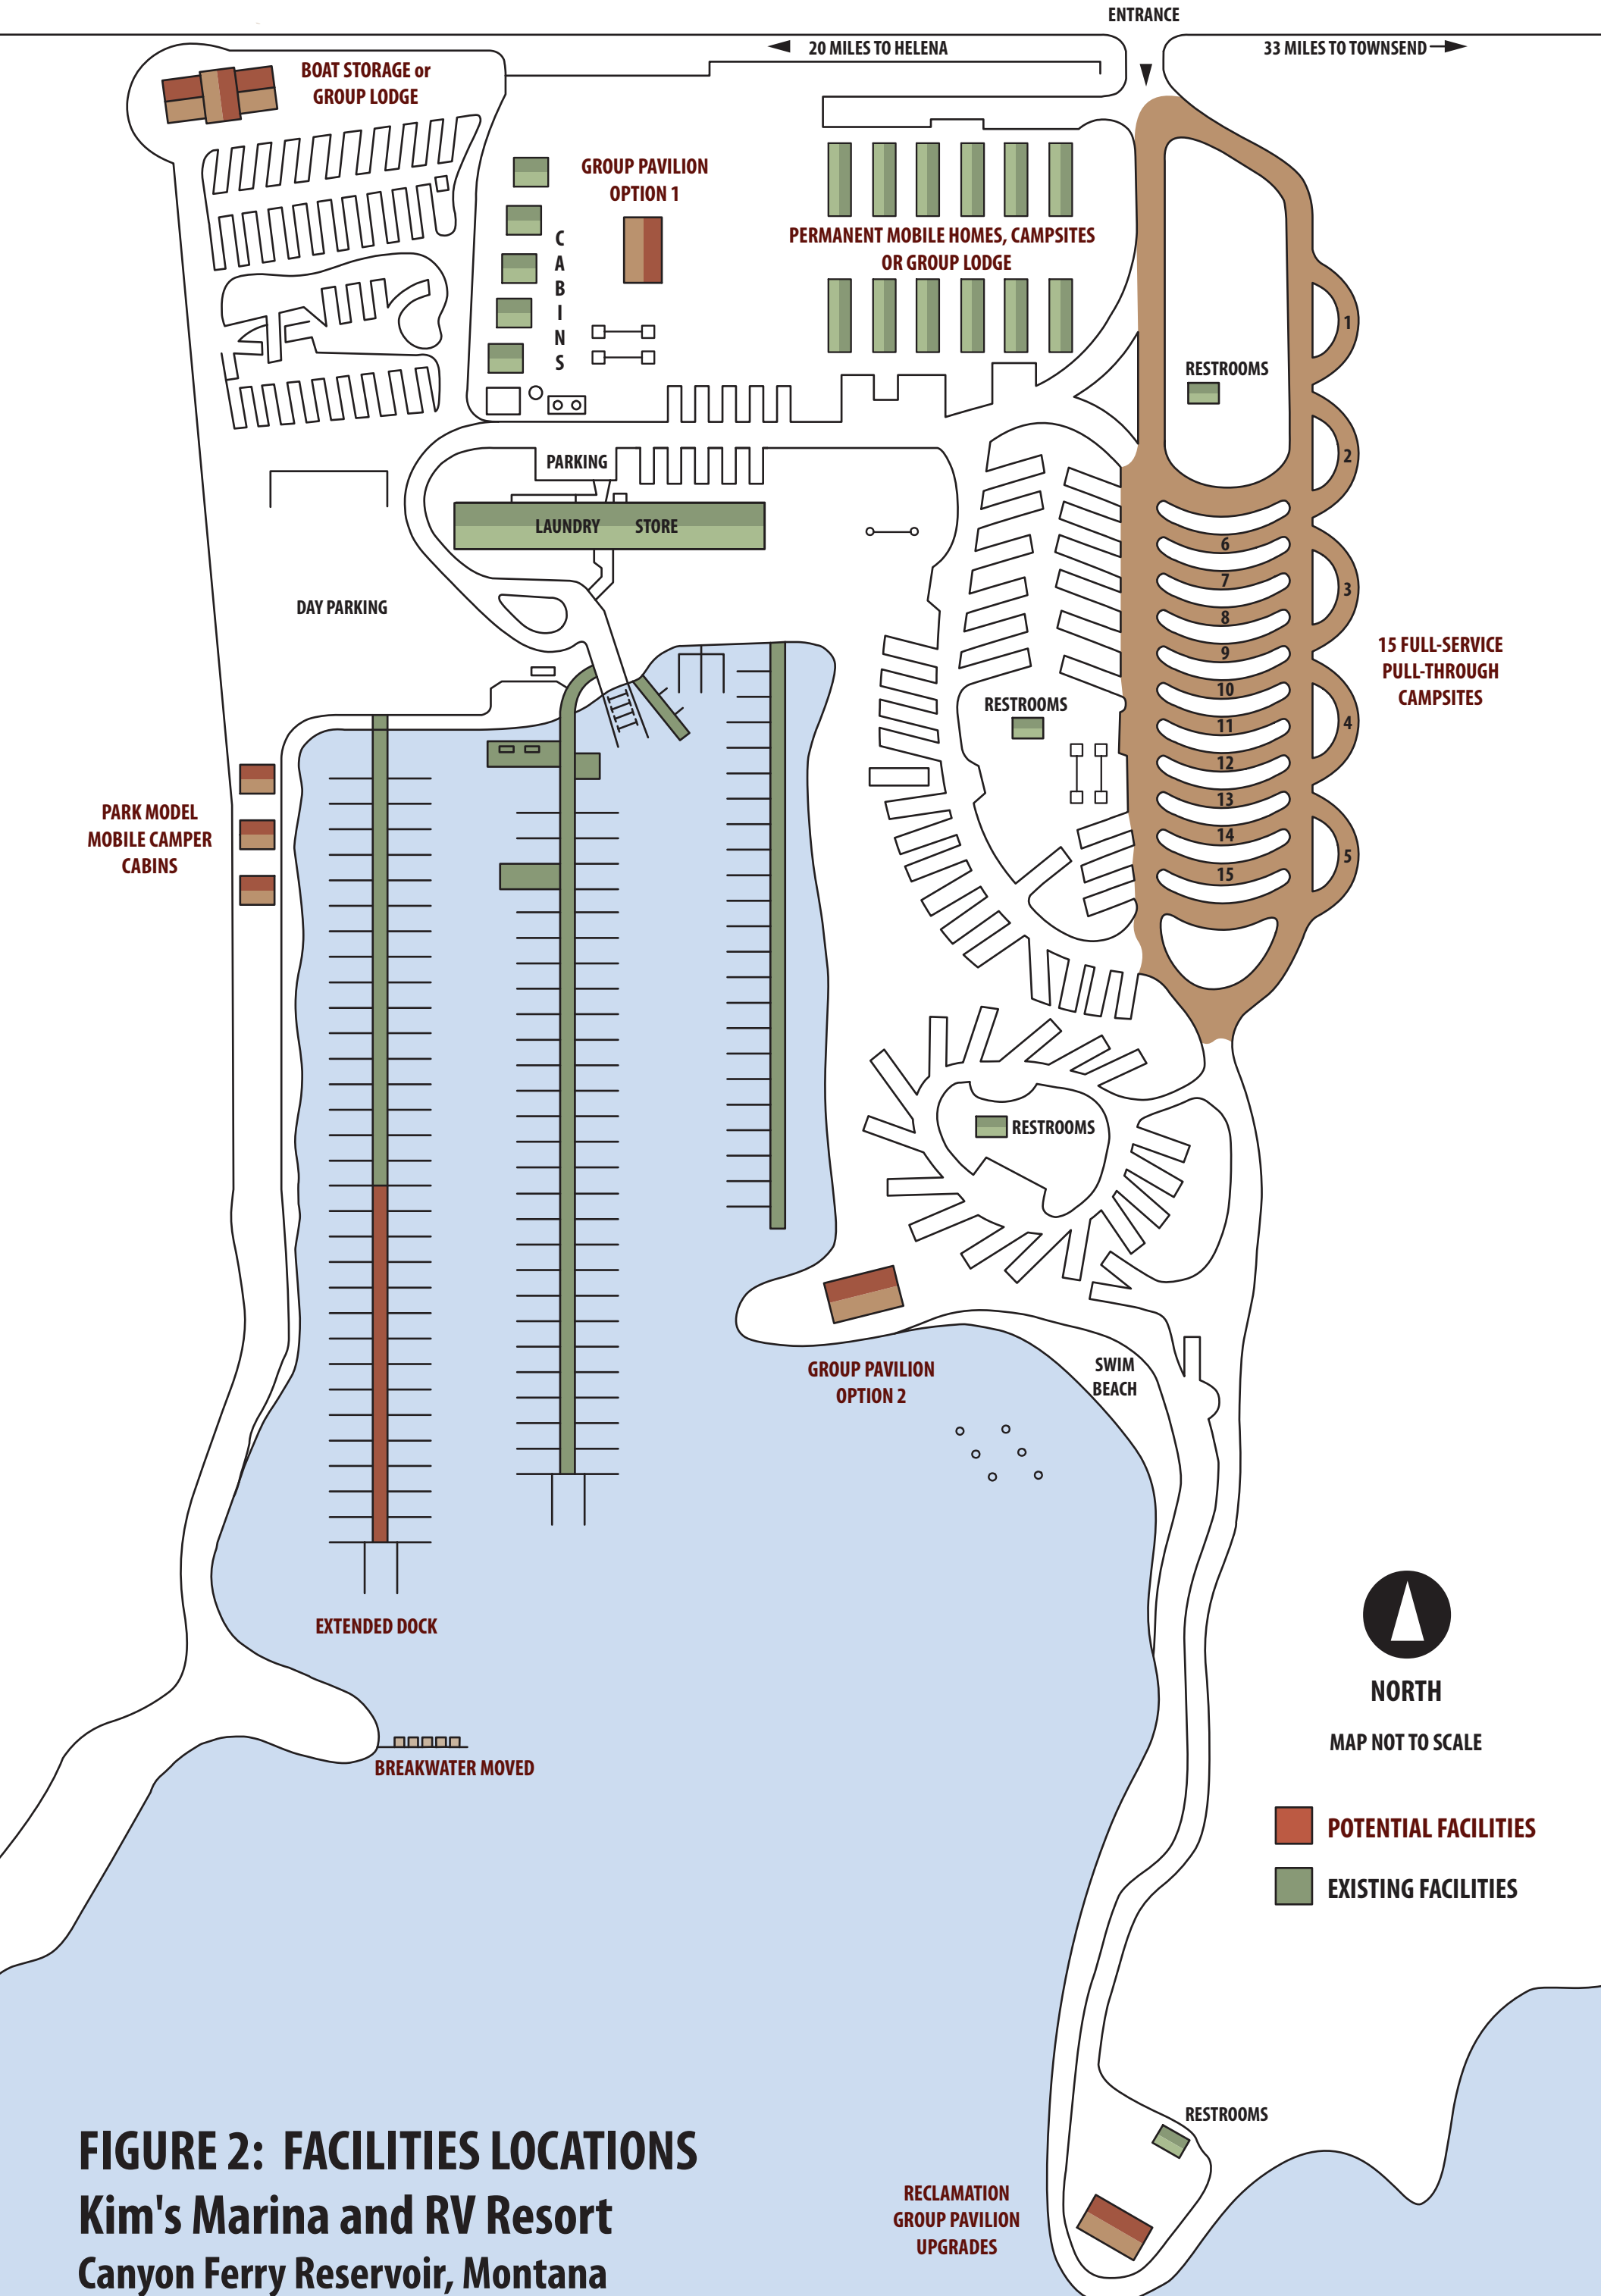 ENTRANCE
20 MILES TO HELENA
33 MILES TO TOWNSEND
BOAT STORAGE or
GROUP LODGE
GROUP PAVILION
OPTION 1
CABINS
PERMANENT MOBILE HOMES, CAMPSITES
OR GROUP LODGE
RESTROOMS
1
2
3
4
5
PARKING
LAUNDRY STORE
DAY PARKING
6
7
8
9
10
11
12
13
14
15
15 FULL-SERVICE
PULL-THROUGH
CAMPSITES
RESTROOMS
PARK MODEL
MOBILE CAMPER
CABINS
RESTROOMS
GROUP PAVILION
OPTION 2
SWIM
BEACH
EXTENDED DOCK
BREAKWATER MOVED
NORTH
MAP NOT TO SCALE
POTENTIAL FACILITIES
EXISTING FACILITIES
RESTROOMS
RECLAMATION
GROUP PAVILION
UPGRADES
FIGURE 2: FACILITIES LOCATIONS
Kim's Marina and RV Resort
Canyon Ferry Reservoir, Montana